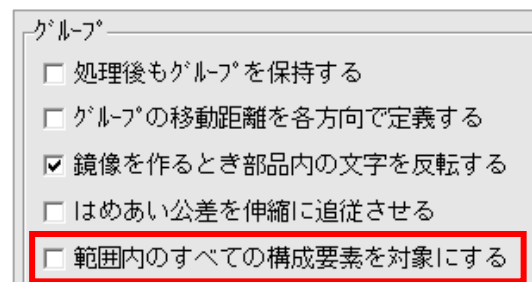 ｸﾞﾙｰﾌﾟ
処理後もｸﾞﾙｰﾌﾟを保持する
ｸﾞﾙｰﾌﾟの移動距離を各方向で定義する
鏡像を作るとき部品内の文字を反転する
はめあい公差を伸縮に追従させる
範囲内のすべての構成要素を対象にする